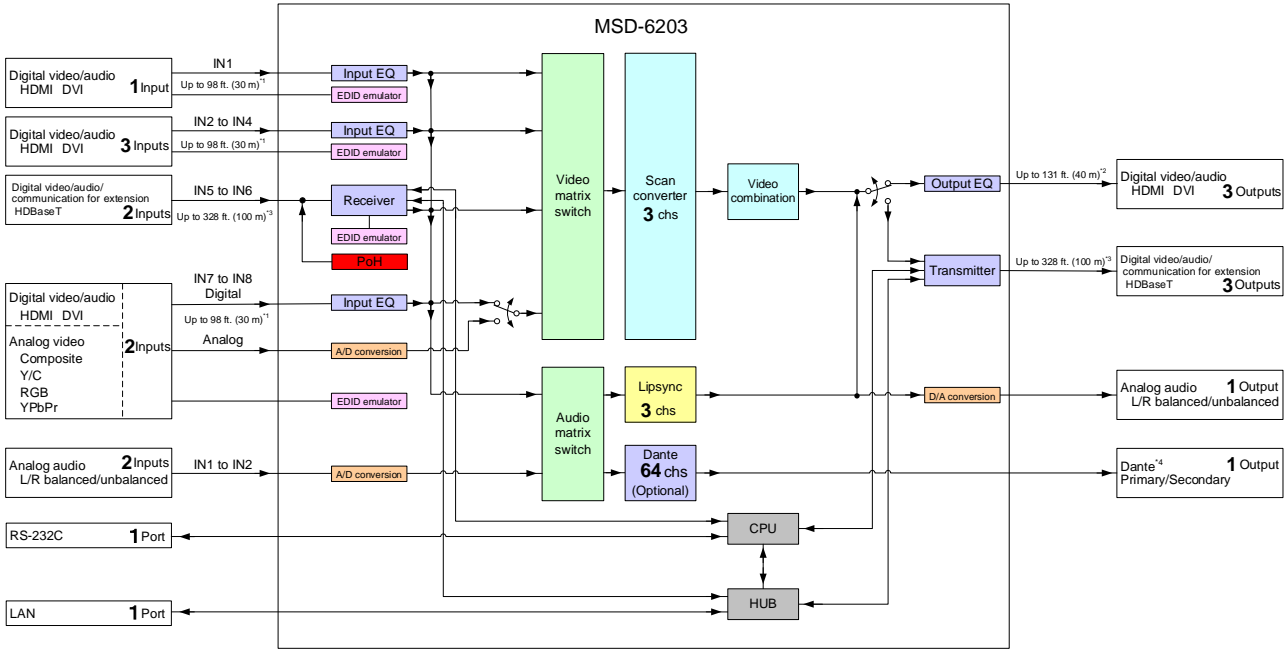 MSD-6203
Digital video/audio
HDMI DVI
1 Input
IN1
Up to 98 ft. (30 m)*1
Input EQ
EDID emulator
Digital video/audio
HDMI DVI
3 Inputs
IN2 to IN4
Up to 98 ft. (30 m)*1
Input EQ
EDID emulator
Digital video/audio/
communication for extension
HDBaseT
2 Inputs
IN5 to IN6
Up to 328 ft. (100 m)*3
Receiver
EDID emulator
PoH
Digital video/audio
HDMI DVI
Analog video
Composite
Y/C
RGB
YPbPr
2 Inputs
IN7 to IN8
Digital
Up to 98 ft. (30 m)*1
Analog
Input EQ
A/D conversion
EDID emulator
Analog audio
2 Inputs
L/R balanced/unbalanced
IN1 to IN2
A/D conversion
RS-232C
1 Port
LAN
1 Port
Video
matrix
switch
Scan
converter
3 chs
Video
combination
Audio
matrix
switch
Lipsync
3 chs
Dante
64 chs
(Optional)
CPU
HUB
Output EQ
Transmitter
D/A conversion
Up to 131 ft. (40 m)*2
Digital video/audio
HDMI DVI
3 Outputs
Up to 328 ft. (100 m)*3
Digital video/audio/
communication for extension
HDBaseT
3 Outputs
Analog audio
1 Output
L/R balanced/unbalanced
Dante*4
1 Output
Primary/Secondary